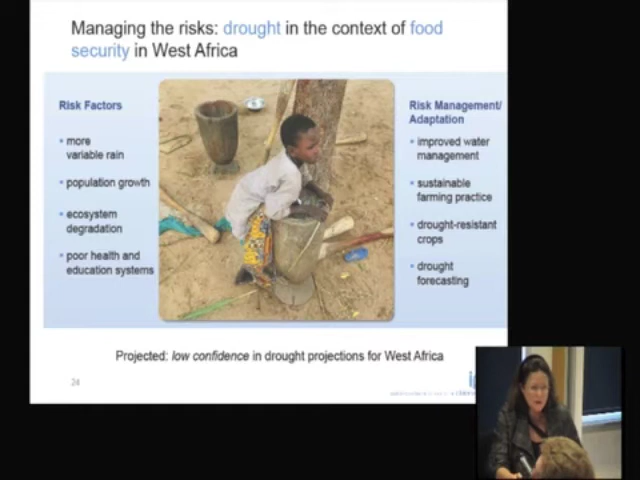 Managing the risks: drought in the context of food
security in West Africa
Risk Factors
more
variable rain
population growth
ecosystem
degradation
poor health and
education systems
Risk Management/
Adaptation
improved water
management
sustainable
farming practice
drought-resistant
crops
drought
forecasting
Projected: low confidence in drought projections for West Africa
24